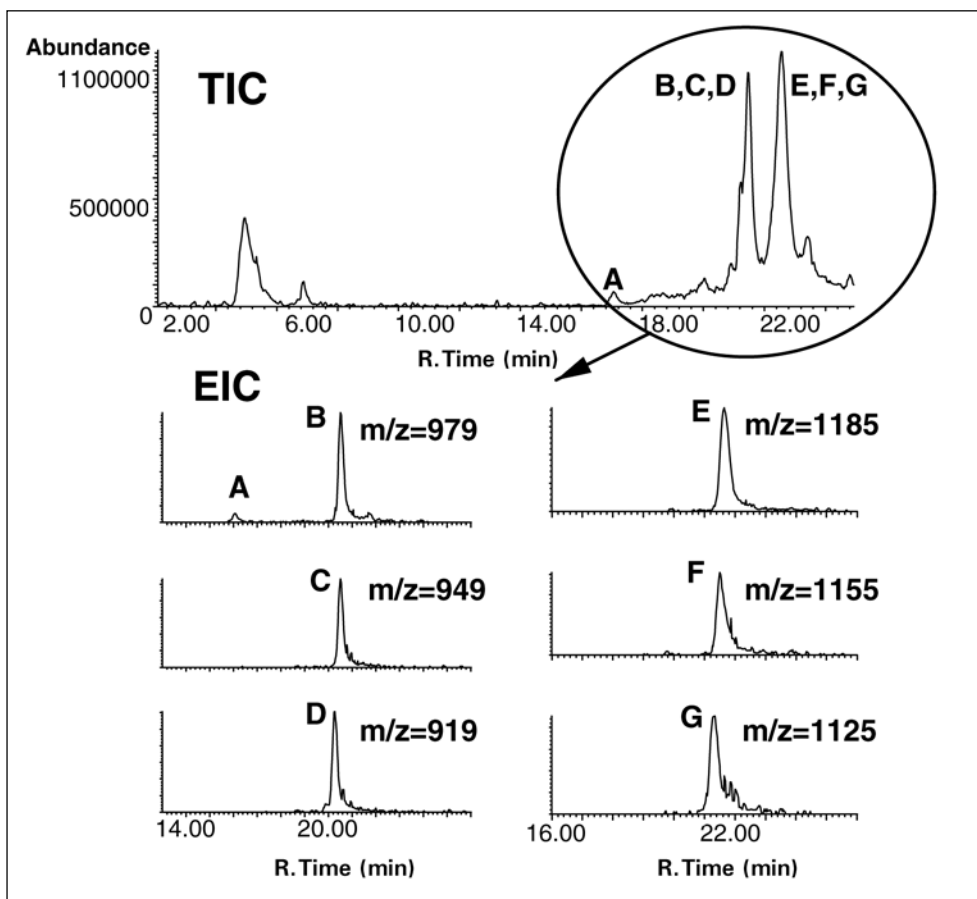 Abundance
1100000
TIC
B,C,D
E,F,G
500000
A
0
2.00 6.00 10.00 14.00 18.00 22.00
R.Time (min)
EIC
B
m/z=979
A
E
m/z=1185
C
m/z=949
F
m/z=1155
D
m/z=919
G
m/z=1125
14.00 20.00
16.00 22.00
R.Time (min)
R.Time (min)